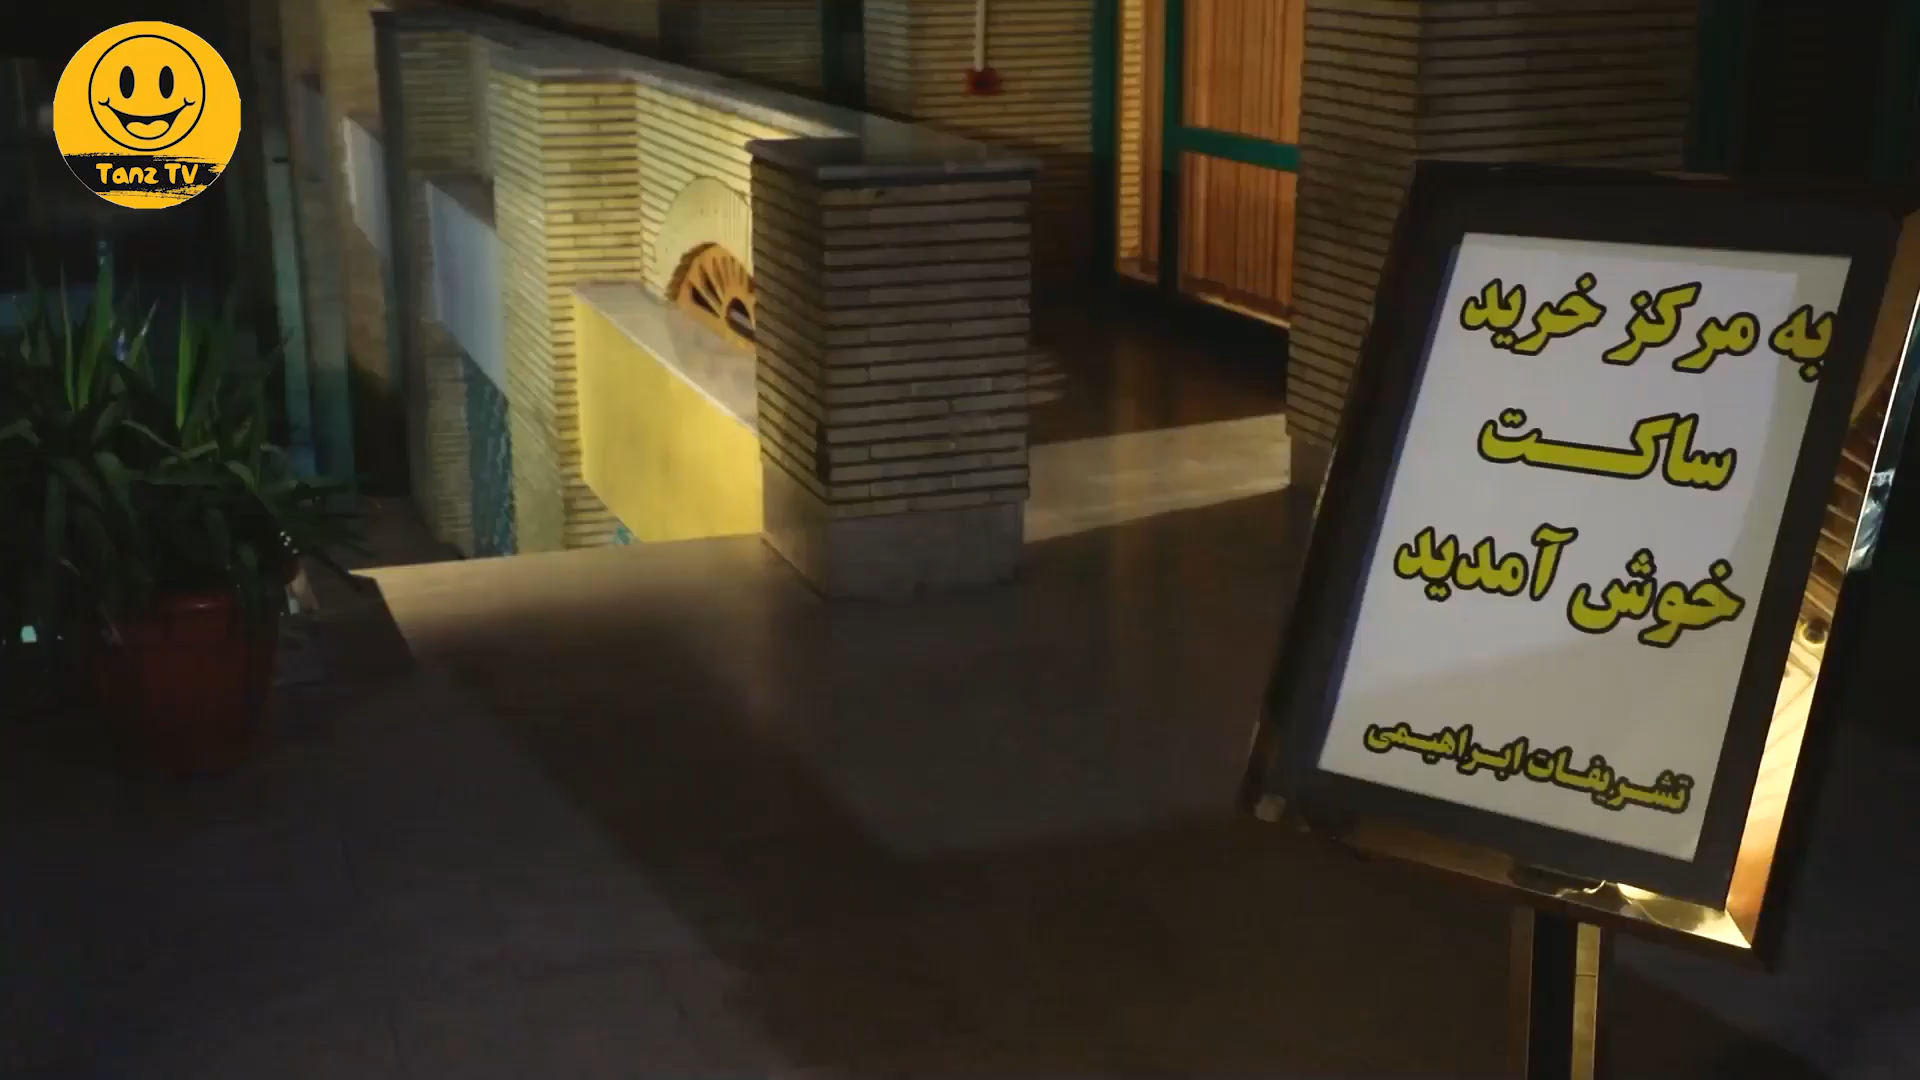 Tanz TV
به مرکز خرید
ساکت
خوش آمدید
تشریفات ابراهیمی